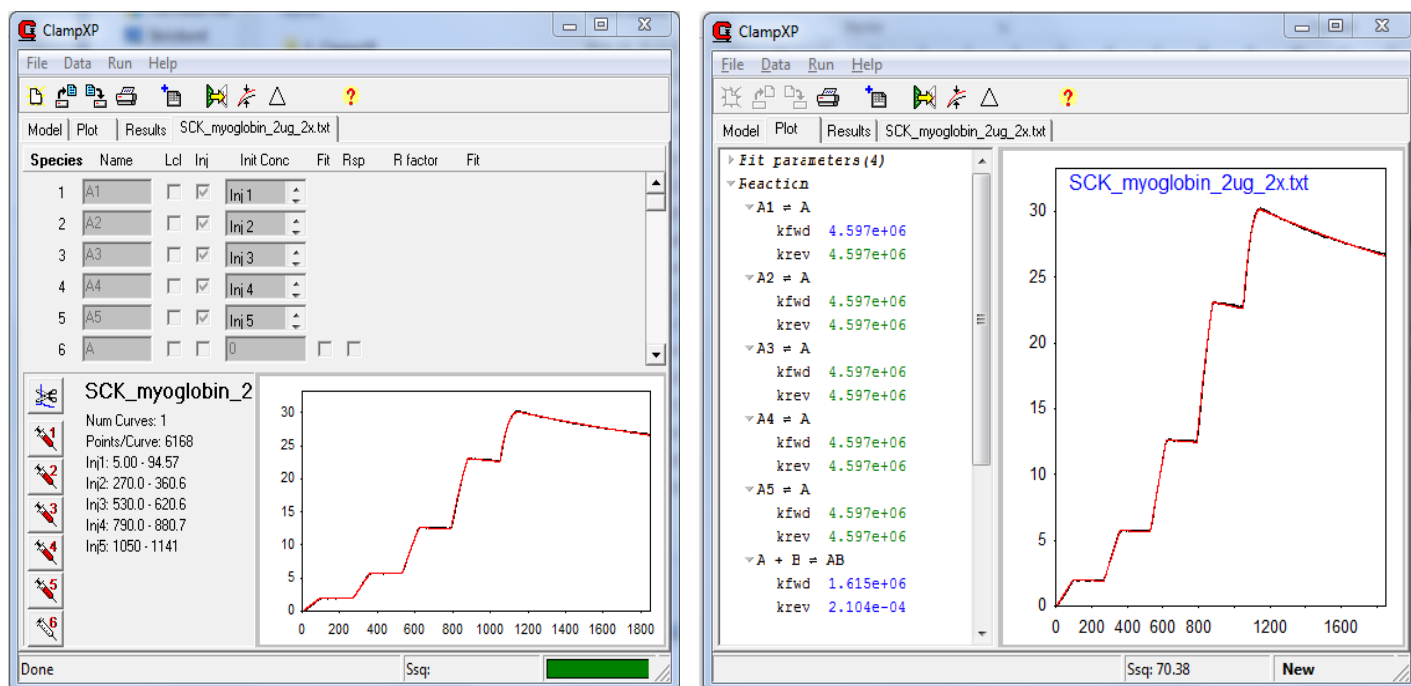 ClampXP
File Data Run Help
?
Model Plot Results SCK_myoglobin_2ug_2x.txt
Species Name Lcl Inj Init Conc Fit Rsp R factor Fit
1 A1 Inj 1
2 A2 Inj 2
3 A3 Inj 3
4 A4 Inj 4
5 A5 Inj 5
6 A 0
SCK_myoglobin_2
Num Curves: 1
Points/Curve: 6168
Inj1: 5.00 - 94.57
Inj2: 270.0 - 360.6
Inj3: 530.0 - 620.6
Inj4: 790.0 - 880.7
Inj5: 1050 - 1141
1
2
3
4
5
6
30
25
20
15
10
5
0
0 200 400 600 800 1000 1200 1400 1600 1800
Done Ssq:
ClampXP
File Data Run Help
?
Model Plot Results SCK_myoglobin_2ug_2x.txt
Fit parameters(4)
Reaction
A1 ⇌ A
kfwd 4.597e+06
krev 4.597e+06
A2 ⇌ A
kfwd 4.597e+06
krev 4.597e+06
A3 ⇌ A
kfwd 4.597e+06
krev 4.597e+06
A4 ⇌ A
kfwd 4.597e+06
krev 4.597e+06
A5 ⇌ A
kfwd 4.597e+06
krev 4.597e+06
A + B ⇌ AB
kfwd 1.615e+06
krev 2.104e-04
SCK_myoglobin_2ug_2x.txt
30
25
20
15
10
5
0
0 200 400 600 800 1200 1600
Ssq: 70.38 New